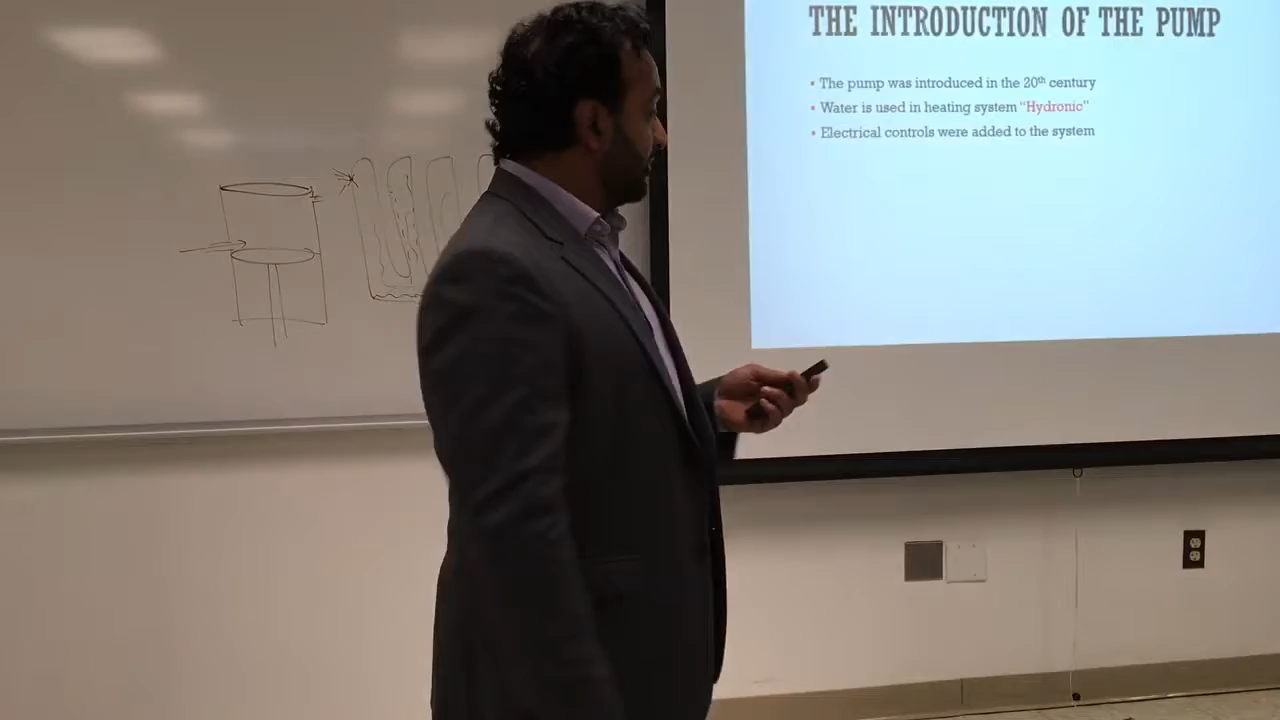 THE INTRODUCTION OF THE PUMP
• The pump was introduced in the 20th century
• Water is used in heating system "Hydronic"
• Electrical controls were added to the system